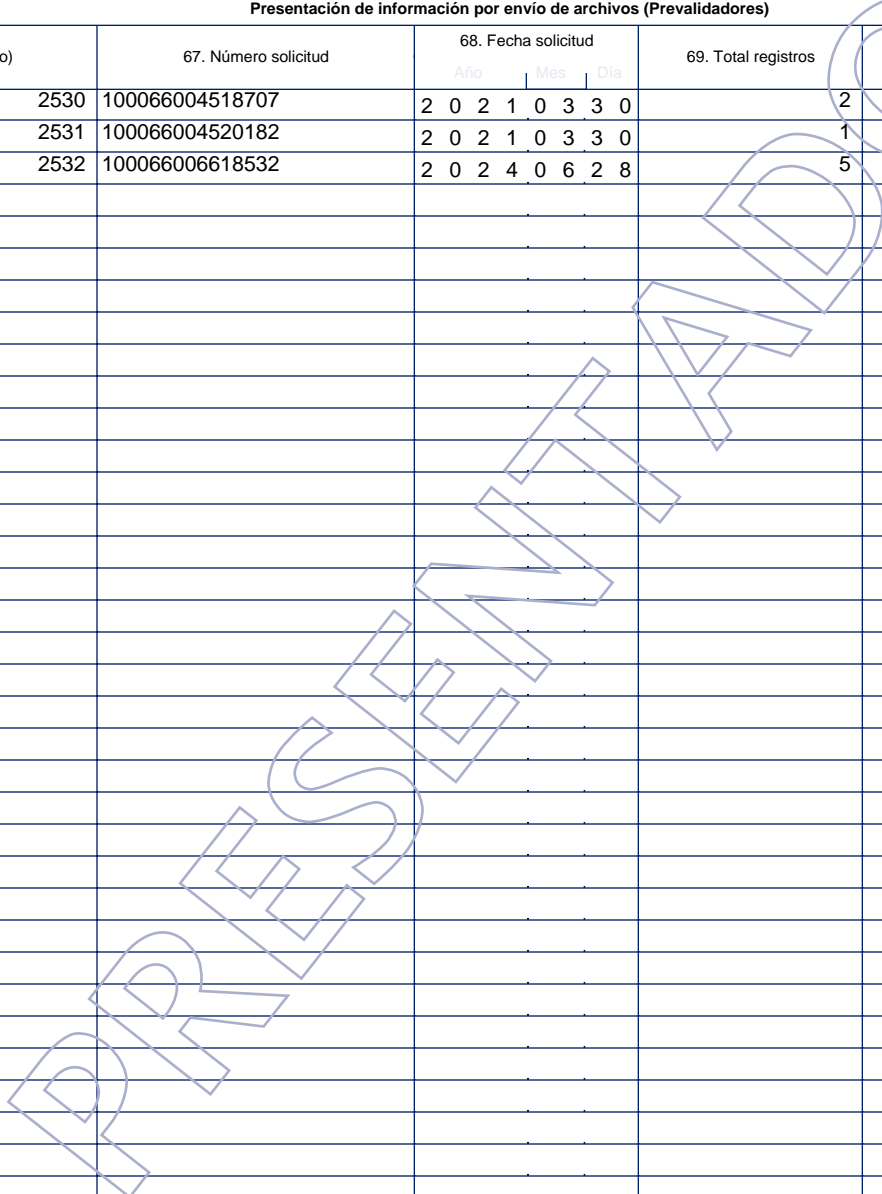 Presentación de información por envío de archivos (Prevalidadores)
o) 67. Número solicitud 68. Fecha solicitud 69. Total registros
Año Mes Día
2530 100066004518707 2 0 2 1 0 3 3 0 2
2531 100066004520182 2 0 2 1 0 3 3 0 1
2532 100066006618532 2 0 2 4 0 6 2 8 5
PRESENTADO